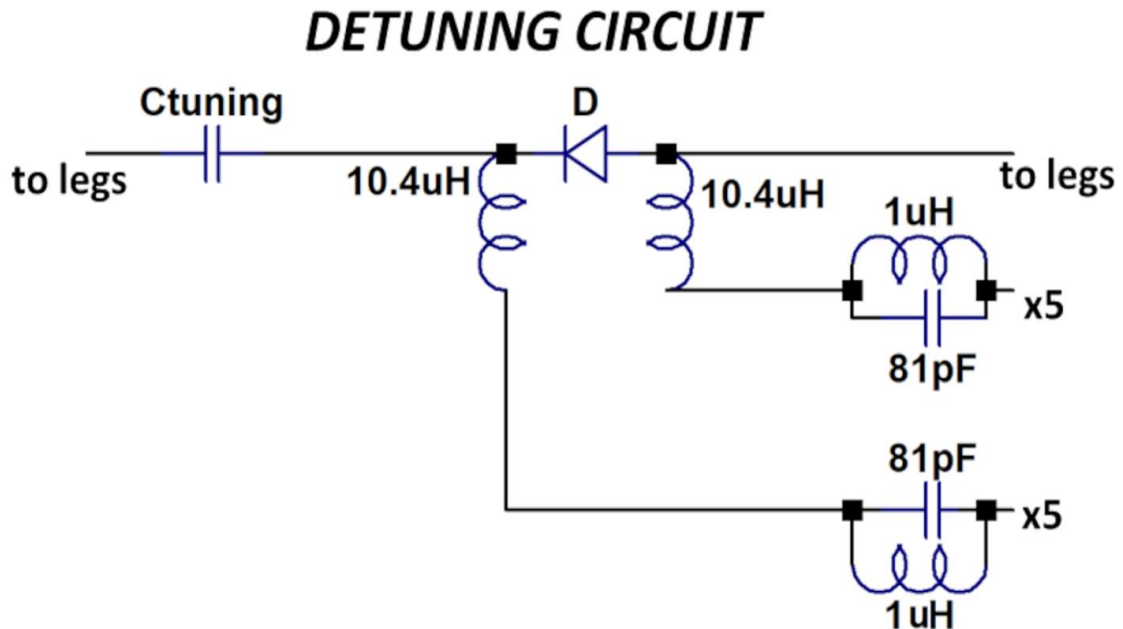 DETUNING CIRCUIT
Ctuning
D
to legs
10.4uH
10.4uH
to legs
1uH
x5
81pF
81pF
x5
1uH